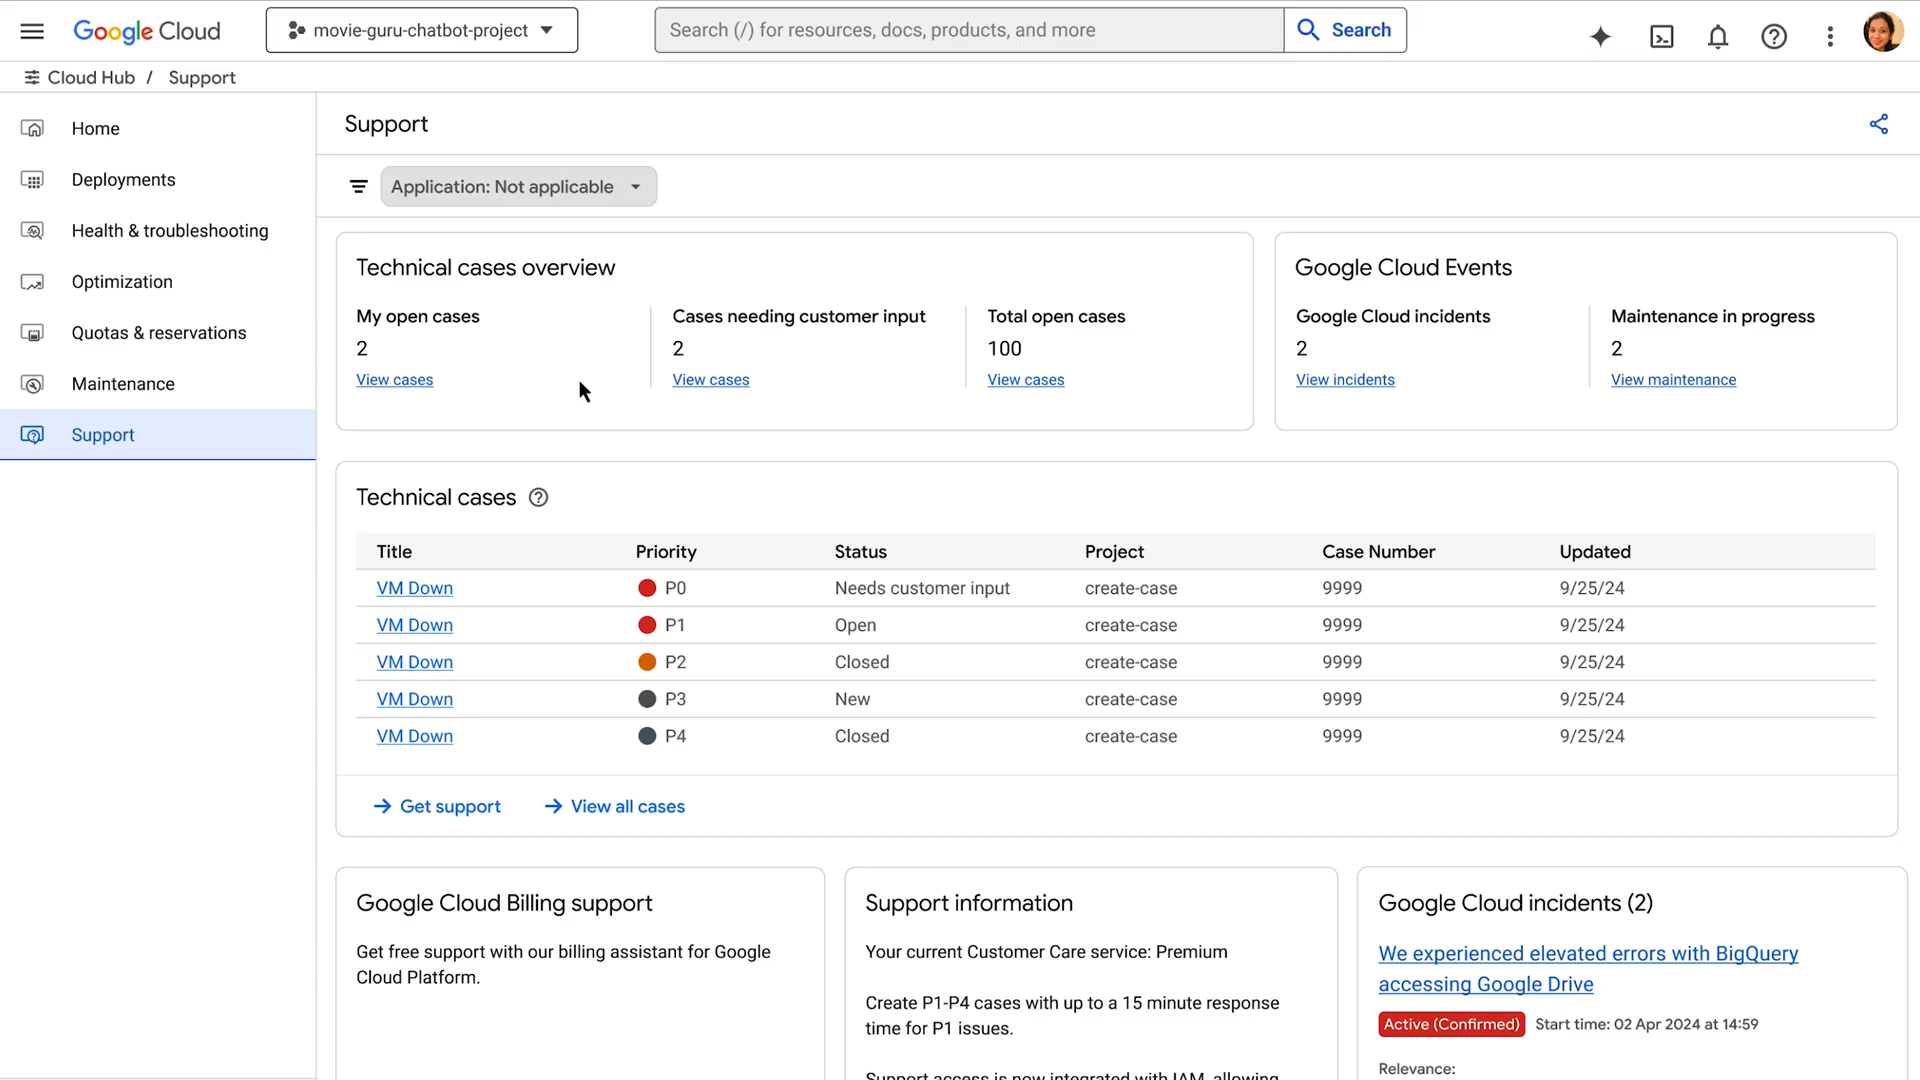 Google Cloud
movie-guru-chatbot-project
Search (/) for resources, docs, products, and more
Search
Cloud Hub / Support
Home
Deployments
Health & troubleshooting
Optimization
Quotas & reservations
Maintenance
Support
Support
Application: Not applicable
Technical cases overview
My open cases
2
View cases
Cases needing customer input
2
View cases
Total open cases
100
View cases
Google Cloud Events
Google Cloud incidents
2
View incidents
Maintenance in progress
2
View maintenance
Technical cases
Title Priority Status Project Case Number Updated
VM Down P0 Needs customer input create-case 9999 9/25/24
VM Down P1 Open create-case 9999 9/25/24
VM Down P2 Closed create-case 9999 9/25/24
VM Down P3 New create-case 9999 9/25/24
VM Down P4 Closed create-case 9999 9/25/24
Get support View all cases
Google Cloud Billing support
Get free support with our billing assistant for Google
Cloud Platform.
Support information
Your current Customer Care service: Premium
Create P1-P4 cases with up to a 15 minute response
time for P1 issues.
Support access is now integrated with IAM, allowing
Google Cloud incidents (2)
We experienced elevated errors with BigQuery
accessing Google Drive
Active (Confirmed) Start time: 02 Apr 2024 at 14:59
Relevance: